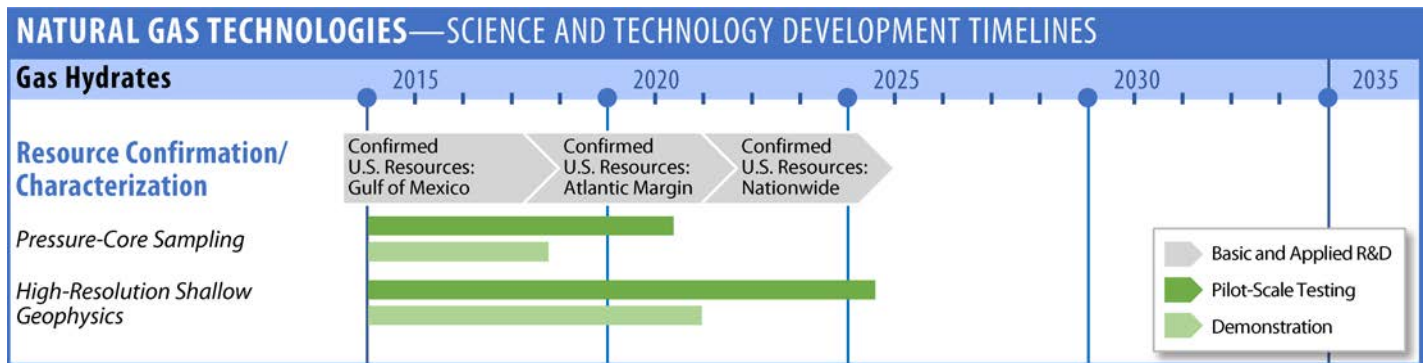 NATURAL GAS TECHNOLOGIES—SCIENCE AND TECHNOLOGY DEVELOPMENT TIMELINES
Gas Hydrates
2015 2020 2025 2030 2035
Resource Confirmation/
Characterization
Confirmed
U.S. Resources:
Gulf of Mexico
Confirmed
U.S. Resources:
Atlantic Margin
Confirmed
U.S. Resources:
Nationwide
Pressure-Core Sampling
High-Resolution Shallow
Geophysics
Basic and Applied R&D
Pilot-Scale Testing
Demonstration